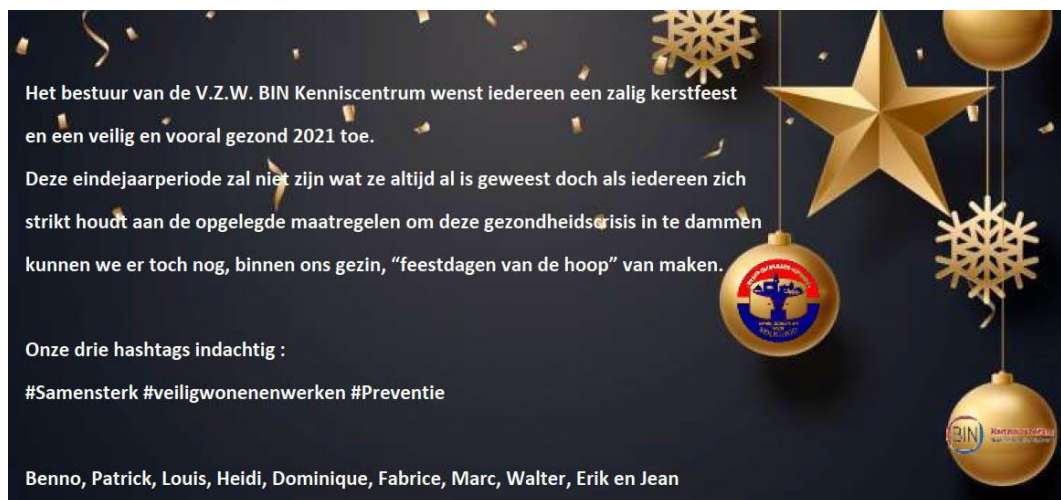 Het bestuur van de V.Z.W. BIN Kenniscentrum wenst iedereen een zalig kerstfeest
en een veilig en vooral gezond 2021 toe.
Deze eindejaarperiode zal niet zijn wat ze altijd al is geweest doch als iedereen zich
strikt houdt aan de opgelegde maatregelen om deze gezondheidscrisis in te dammen
kunnen we er toch nog, binnen ons gezin, “feestdagen van de hoop” van maken.
Onze drie hashtags indachtig :
#Samensterk #veiligwonenenwerken #Preventie
BIN Kenniscentrum
Benno, Patrick, Louis, Heidi, Dominique, Fabrice, Marc, Walter, Erik en Jean